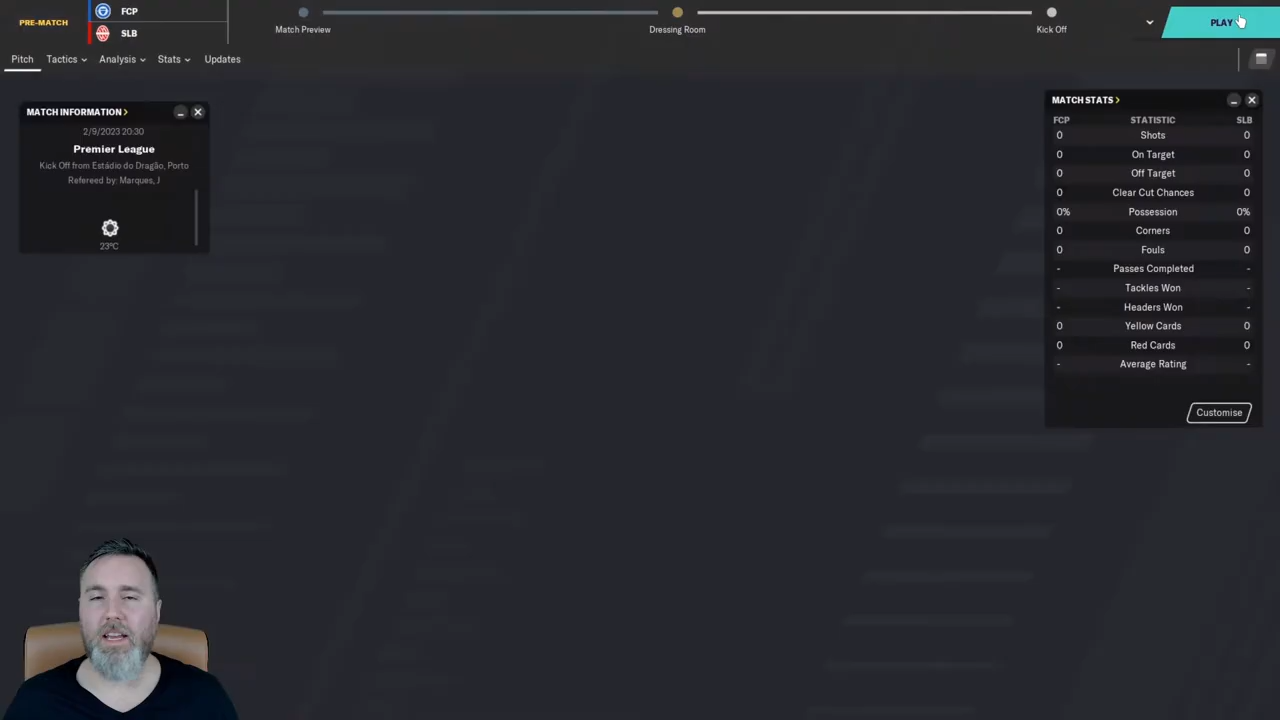 PRE-MATCH
FCP
SLB
Match Preview
Dressing Room
Kick Off
PLAY
Pitch
Tactics
Analysis
Stats
Updates
MATCH INFORMATION
2/9/2023 20:30
Premier League
Kick Off from Estádio do Dragão, Porto
Refereed by: Marques, J
23°C
MATCH STATS
FCP STATISTIC SLB
0 Shots 0
0 On Target 0
0 Off Target 0
0 Clear Cut Chances 0
0% Possession 0%
0 Corners 0
0 Fouls 0
- Passes Completed -
- Tackles Won -
- Headers Won -
0 Yellow Cards 0
0 Red Cards 0
- Average Rating -
Customise